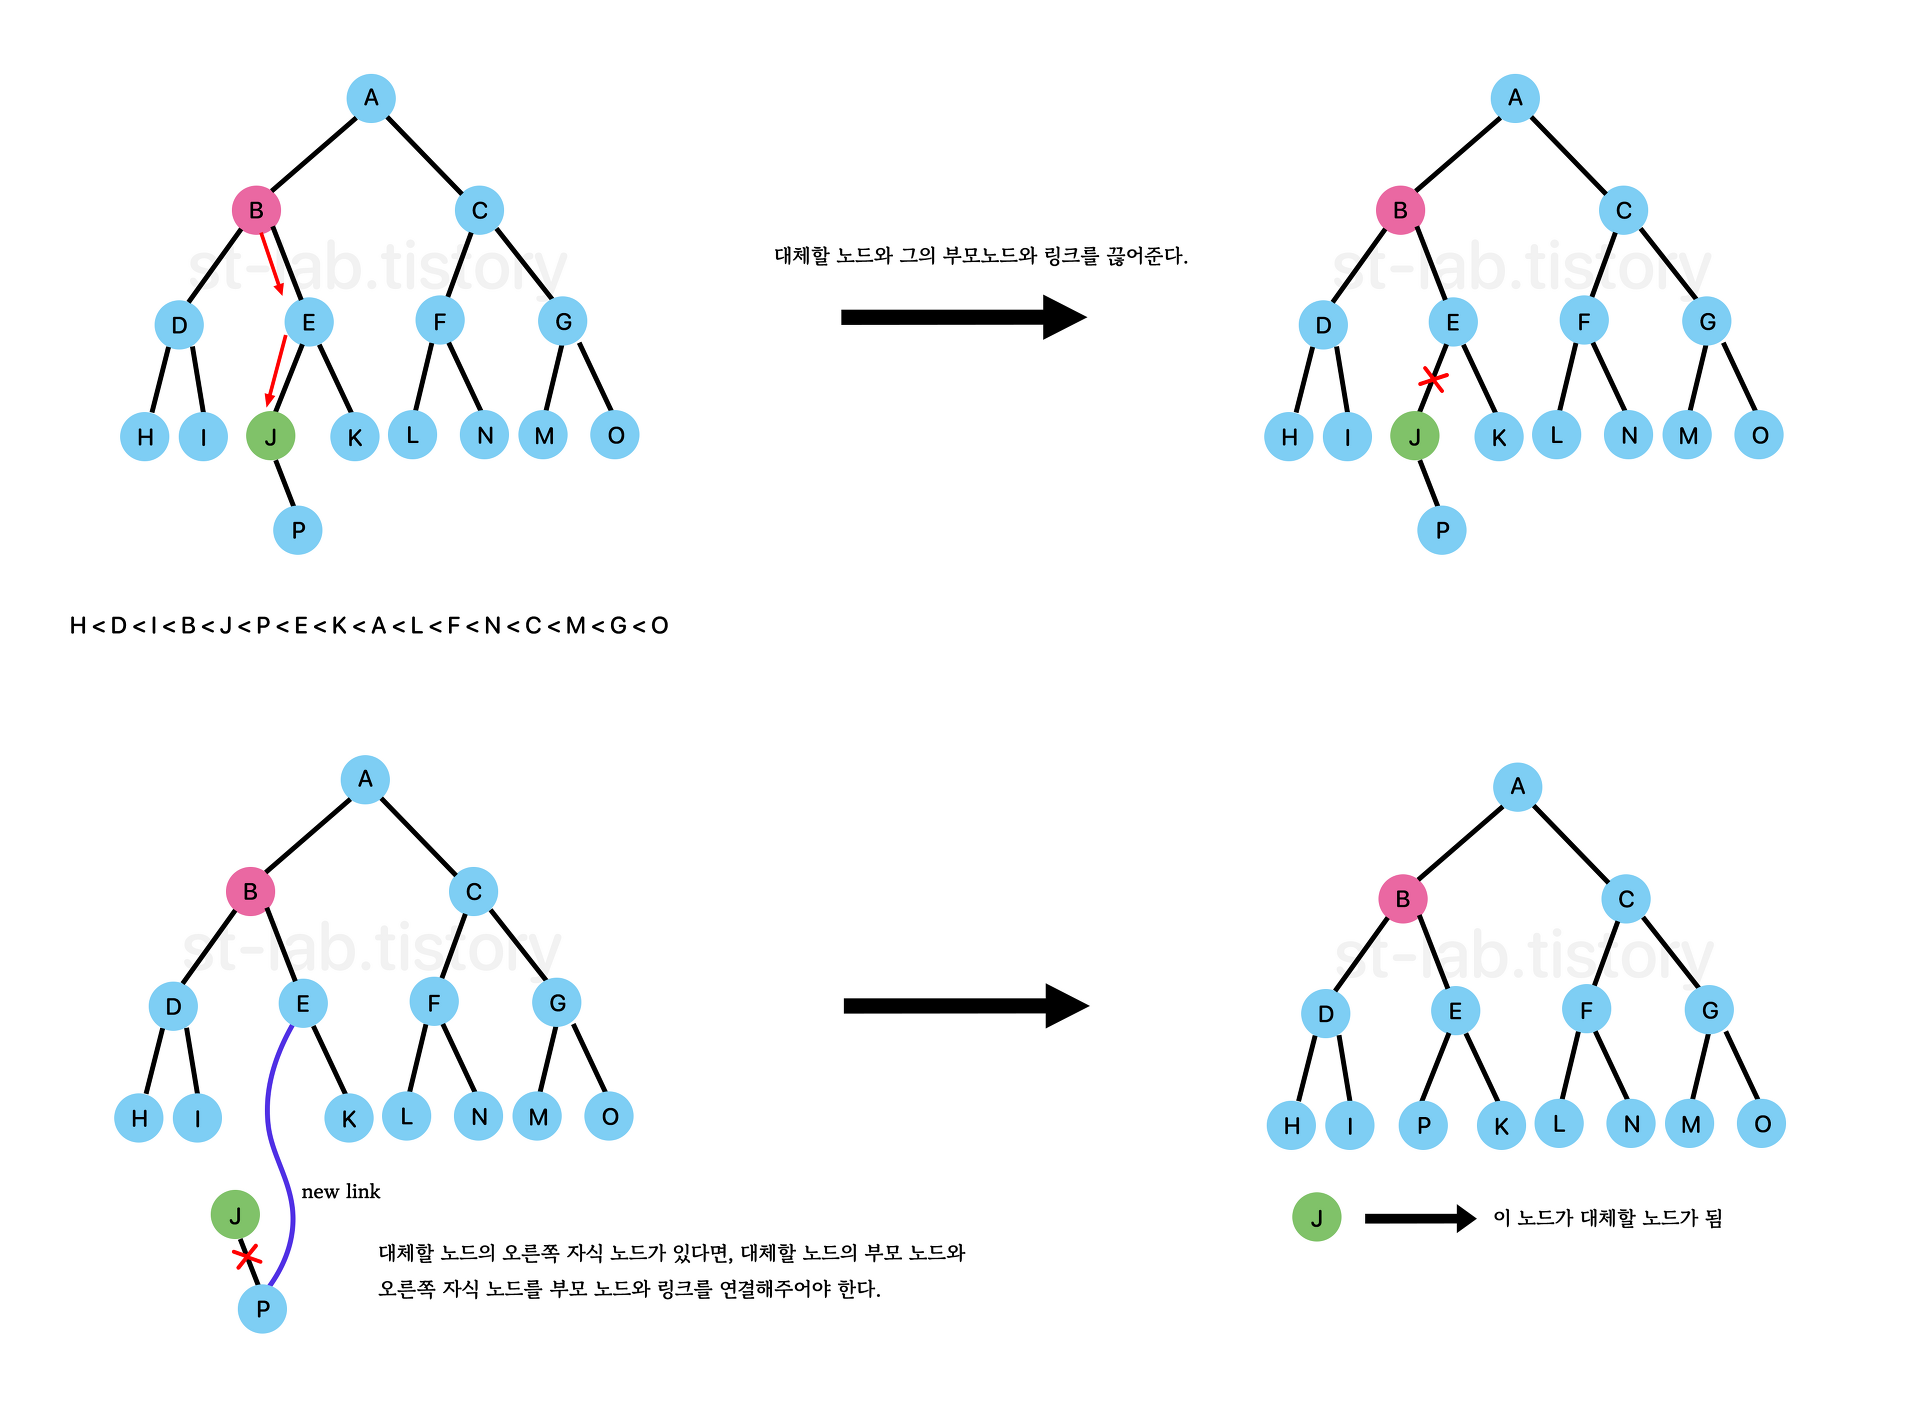 A
B C
D E F G
H I J K L N M O
P
st-lab.tistory
H < D < I < B < J < P < E < K < A < L < F < N < C < M < G < O
대체할 노드와 그의 부모노드와 링크를 끊어준다.
A
B C
D E F G
H I J K L N M O
P
st-lab.tistory
A
B C
D E F G
H I K L N M O
J
P
st-lab.tistory
new link
대체할 노드의 오른쪽 자식 노드가 있다면, 대체할 노드의 부모 노드와
오른쪽 자식 노드를 부모 노드와 링크를 연결해주어야 한다.
A
B C
D E F G
H I P K L N M O
st-lab.tistory
J
이 노드가 대체할 노드가 됨